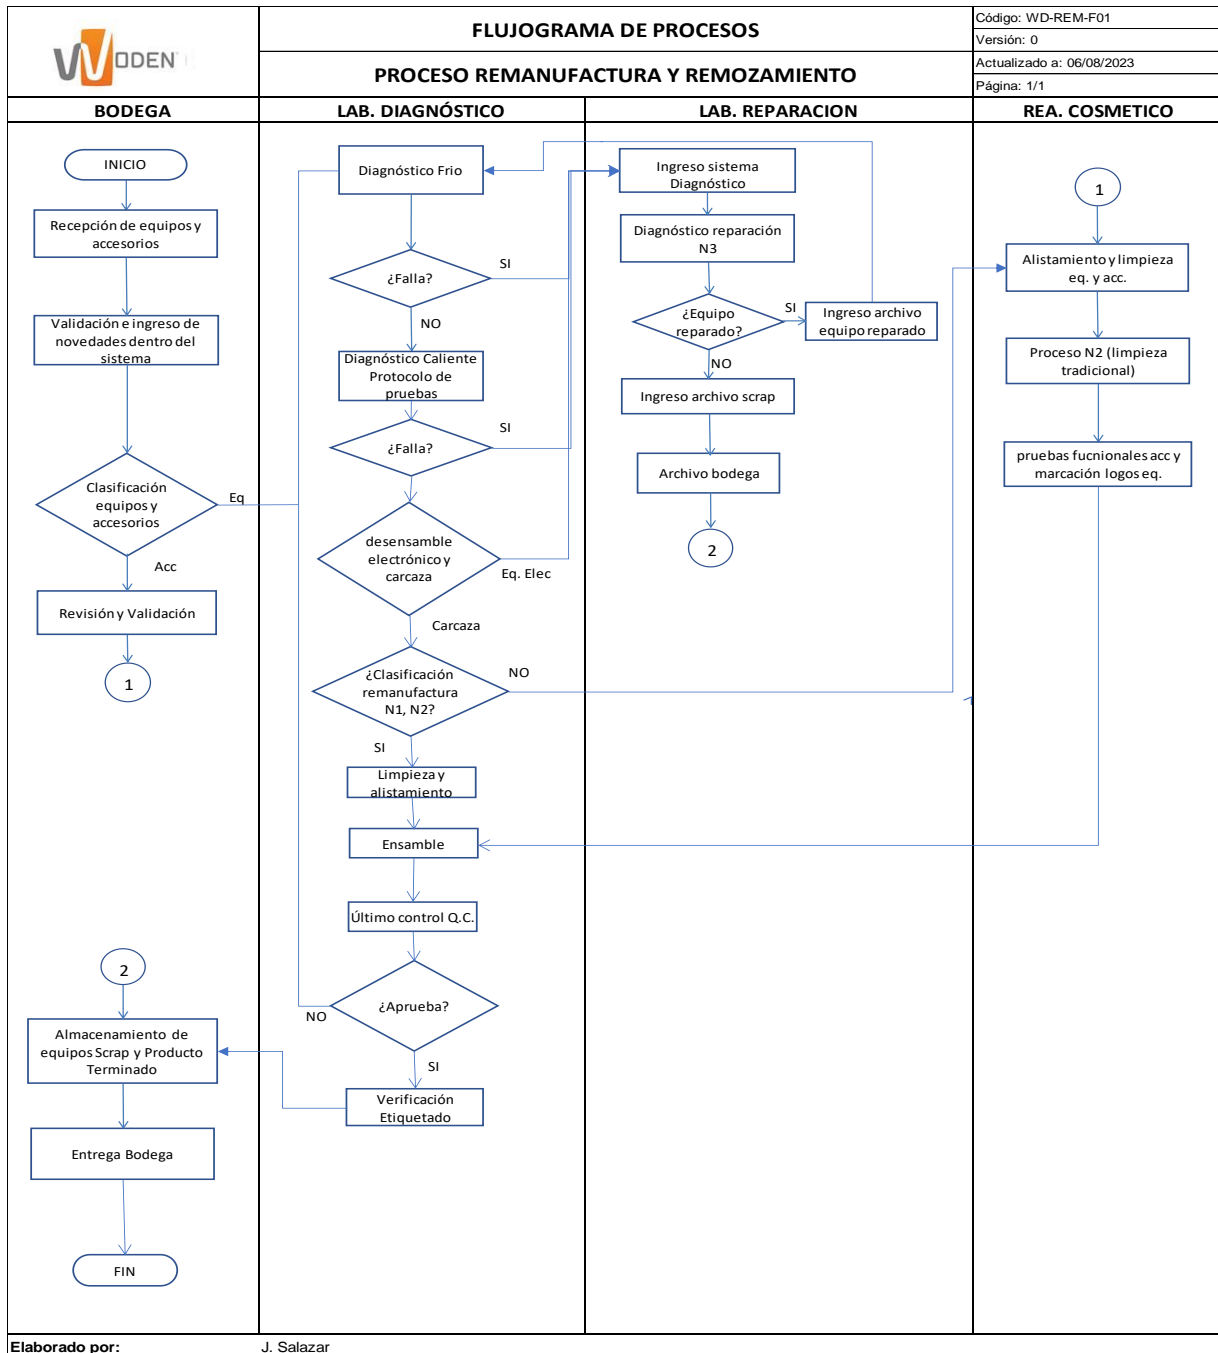 WODEN
FLUJOGRAMA DE PROCESOS
PROCESO REMANUFACTURA Y REMOZAMIENTO
Código: WD-REM-F01
Versión: 0
Actualizado a: 06/08/2023
Página: 1/1
BODEGA
LAB. DIAGNÓSTICO
LAB. REPARACION
REA. COSMETICO
INICIO
Recepción de equipos y
accesorios
Validación e ingreso de
novedades dentro del
sistema
Clasificación
equipos y
accesorios
Eq
Acc
Revisión y Validación
1
2
Almacenamiento de
equipos Scrap y Producto
Terminado
Entrega Bodega
FIN
Diagnóstico Frio
¿Falla?
SI
NO
Diagnóstico Caliente
Protocolo de
pruebas
¿Falla?
SI
desensamble
electrónico y
carcaza
Eq. Elec
Carcaza
¿Clasificación
remanufactura
N1, N2?
NO
SI
Limpieza y
alistamiento
Ensamble
Último control Q.C.
¿Aprueba?
NO
SI
Verificación
Etiquetado
Ingreso sistema
Diagnóstico
Diagnóstico reparación
N3
¿Equipo
reparado?
SI
Ingreso archivo
equipo reparado
NO
Ingreso archivo scrap
Archivo bodega
2
1
Alistamiento y limpieza
eq. y acc.
Proceso N2 (limpieza
tradicional)
pruebas fucnionales acc y
marcación logos eq.
Elaborado por:
J. Salazar